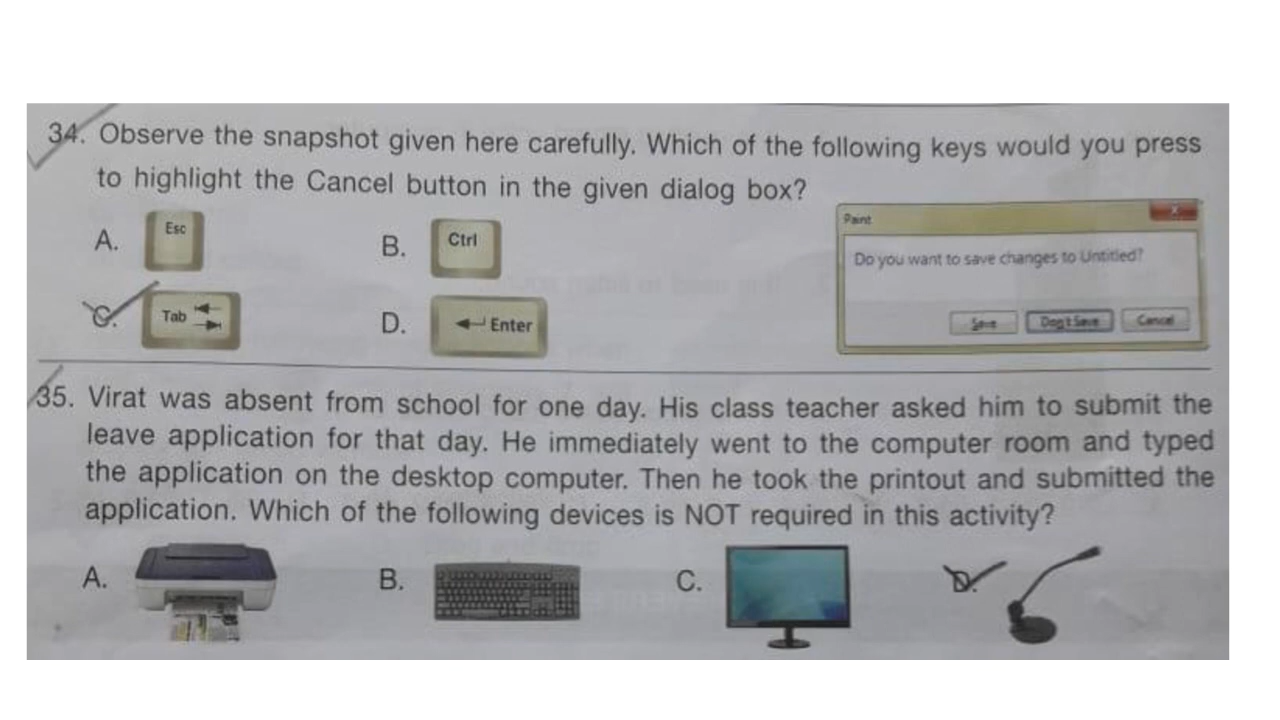 34. Observe the snapshot given here carefully. Which of the following keys would you press
to highlight the Cancel button in the given dialog box?
A. Esc
B. Ctrl
Paint
X
Do you want to save changes to Untitled?
C. Tab
D. Enter
Save Don't Save Cancel
35. Virat was absent from school for one day. His class teacher asked him to submit the
leave application for that day. He immediately went to the computer room and typed
the application on the desktop computer. Then he took the printout and submitted the
application. Which of the following devices is NOT required in this activity?
A.
B.
C.
D.